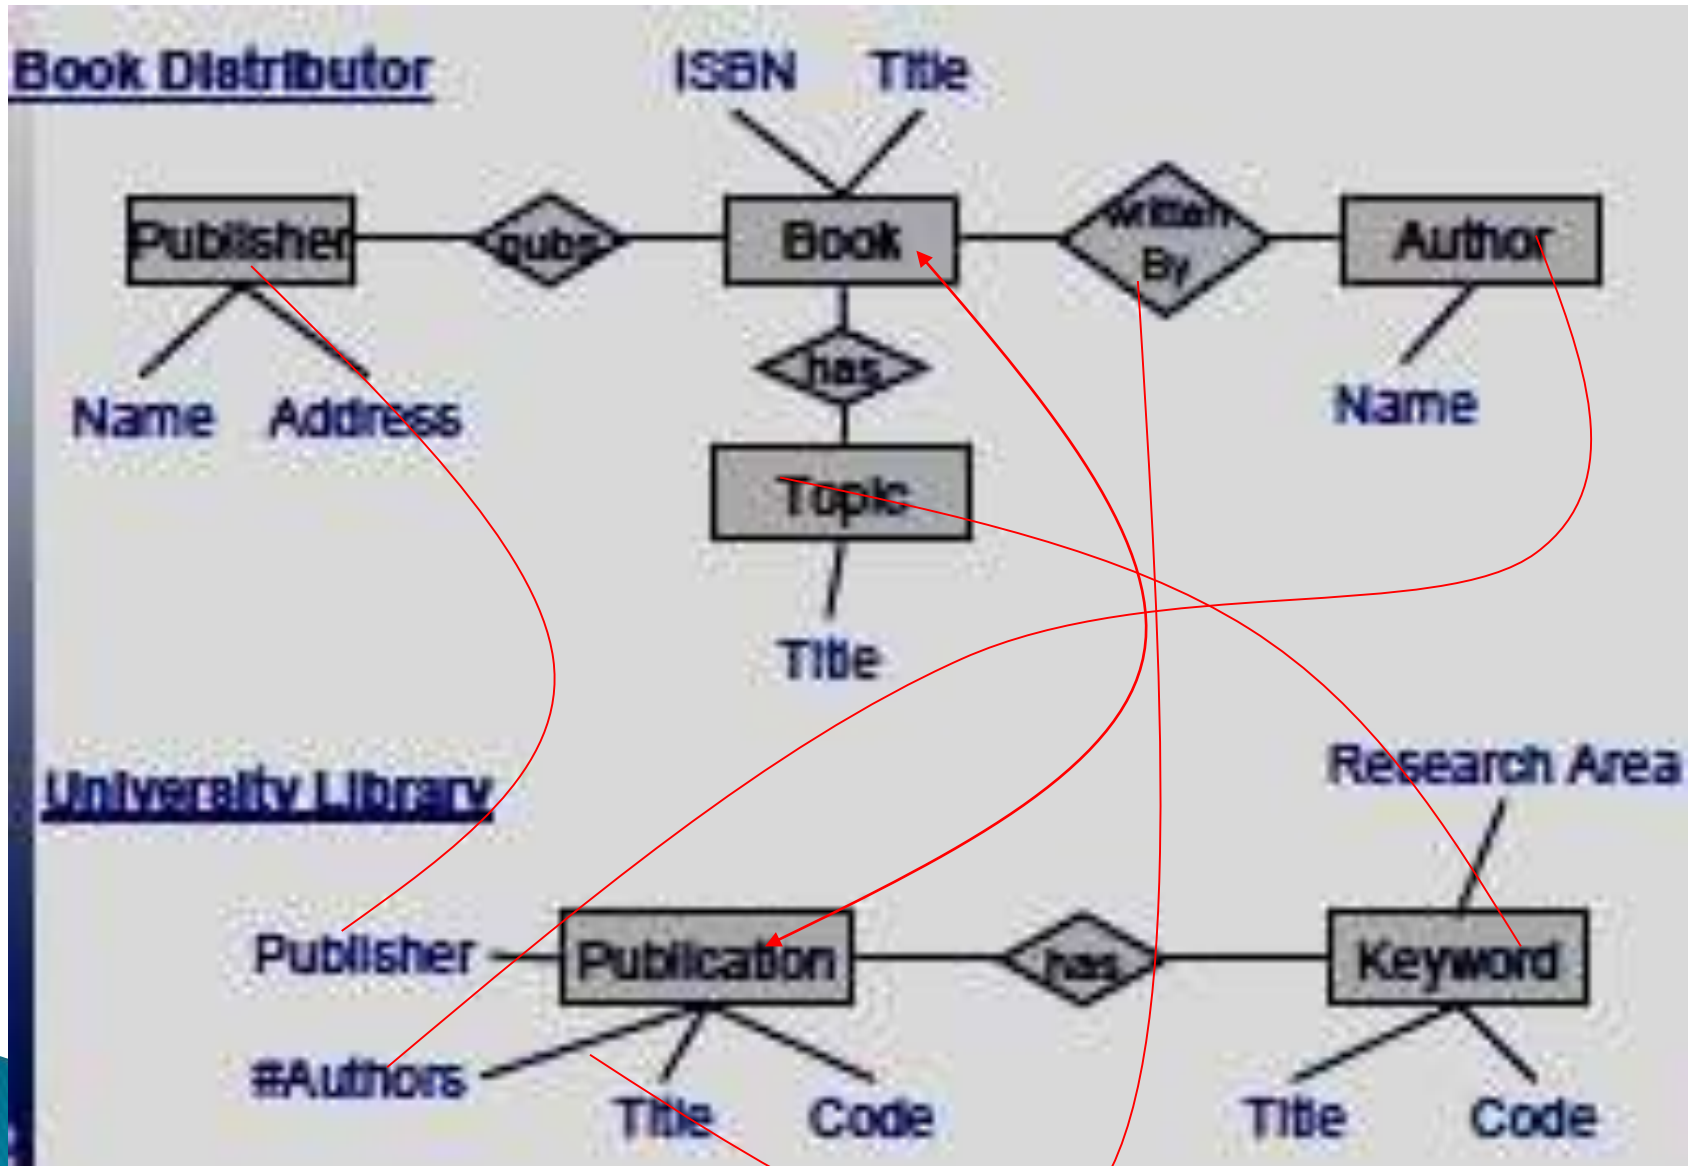 Book Distributor
ISBN Title
Publisher pubs Book written By Author
Name Address has Name
Topic
Title
University Library
Research Area
Publisher Publication has Keyword
#Authors
Title Code Title Code